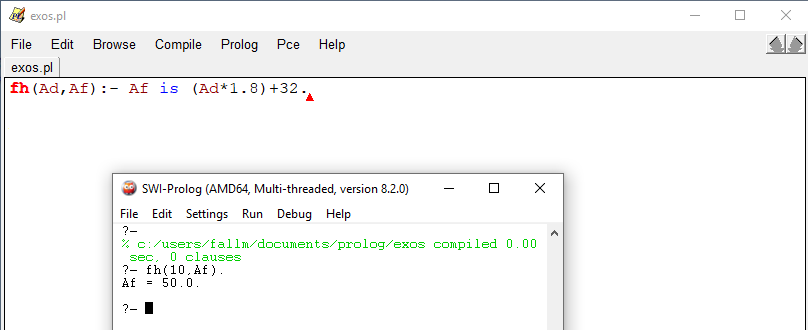 exos.pl
File Edit Browse Compile Prolog Pce Help
exos.pl
fh(Ad,Af):- Af is (Ad*1.8)+32.
SWI-Prolog (AMD64, Multi-threaded, version 8.2.0)
File Edit Settings Run Debug Help
?-
% c:/users/fallm/documents/prolog/exos compiled 0.00
sec, 0 clauses
?- fh(10,Af).
Af = 50.0.
?-